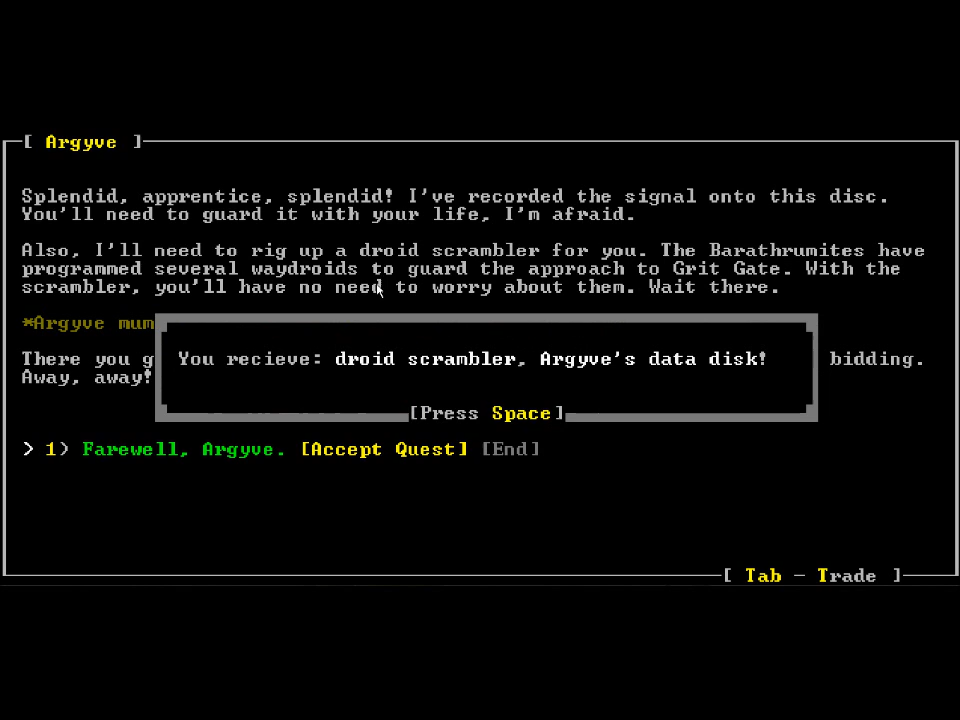 [ Argyve ]
Splendid, apprentice, splendid! I've recorded the signal onto this disc.
You'll need to guard it with your life, I'm afraid.
Also, I'll need to rig up a droid scrambler for you. The Barathrumites have
programmed several waydroids to guard the approach to Grit Gate. With the
scrambler, you'll have no need to worry about them. Wait there.
*Argyve mum
There you g
bidding.
Away, away!
You recieve: droid scrambler, Argyve's data disk!
[Press Space]
> 1) Farewell, Argyve. [Accept Quest] [End]
[ Tab - Trade ]